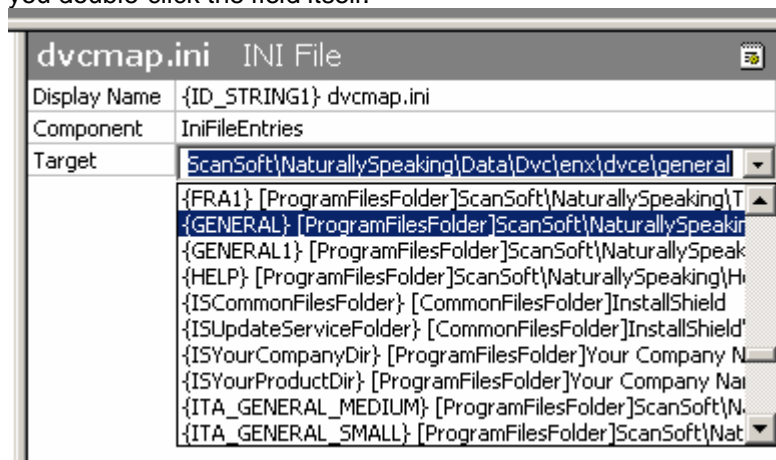 you double-click the field itself.
dvcmap.ini INI File
Display Name {ID_STRING1} dvcmap.ini
Component IniFileEntries
Target ScanSoft\NaturallySpeaking\Data\Dvc\enx\dvce\general
{FRA1} [ProgramFilesFolder]ScanSoft\NaturallySpeaking\T
{GENERAL} [ProgramFilesFolder]ScanSoft\NaturallySpeakin
{GENERAL1} [ProgramFilesFolder]ScanSoft\NaturallySpeak
{HELP} [ProgramFilesFolder]ScanSoft\NaturallySpeaking\He
{ISCommonFilesFolder} [CommonFilesFolder]InstallShield
{ISUpdateServiceFolder} [CommonFilesFolder]InstallShield
{ISYourCompanyDir} [ProgramFilesFolder]Your Company N
{ISYourProductDir} [ProgramFilesFolder]Your Company Nai
{ITA_GENERAL_MEDIUM} [ProgramFilesFolder]ScanSoft\N
{ITA_GENERAL_SMALL} [ProgramFilesFolder]ScanSoft\Nat